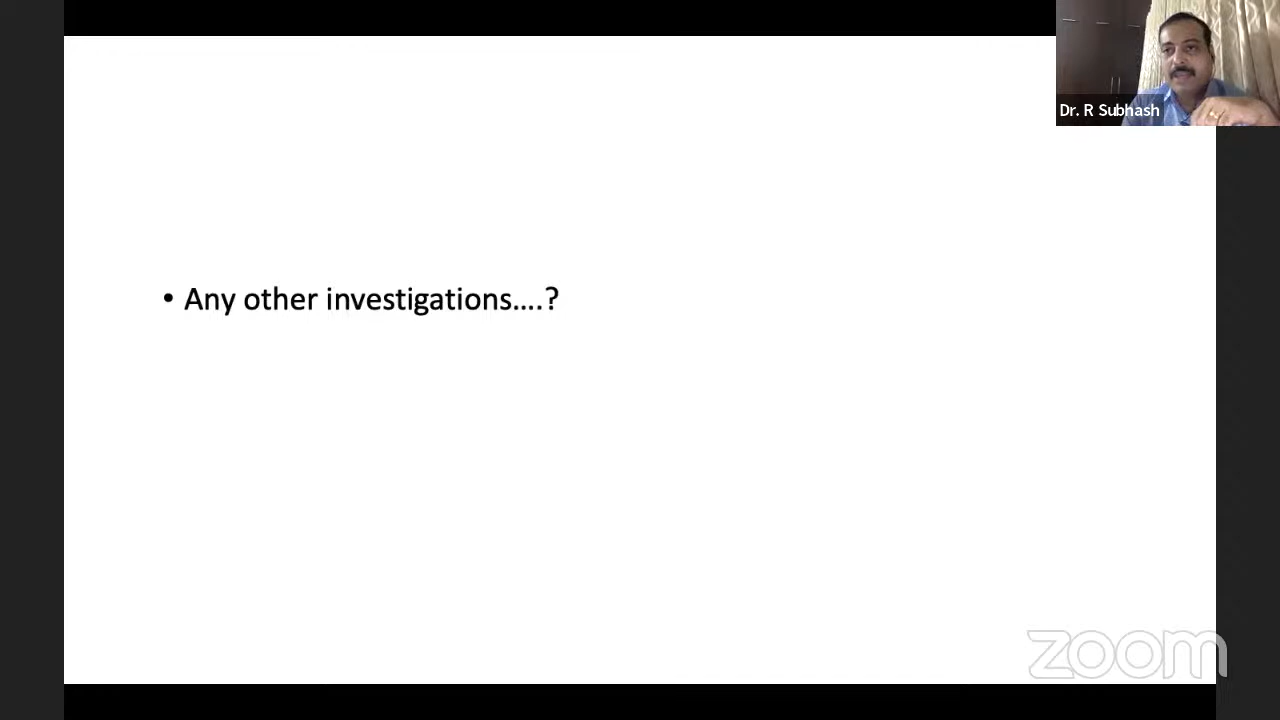 Dr. R Subhash
• Any other investigations....?
zoom